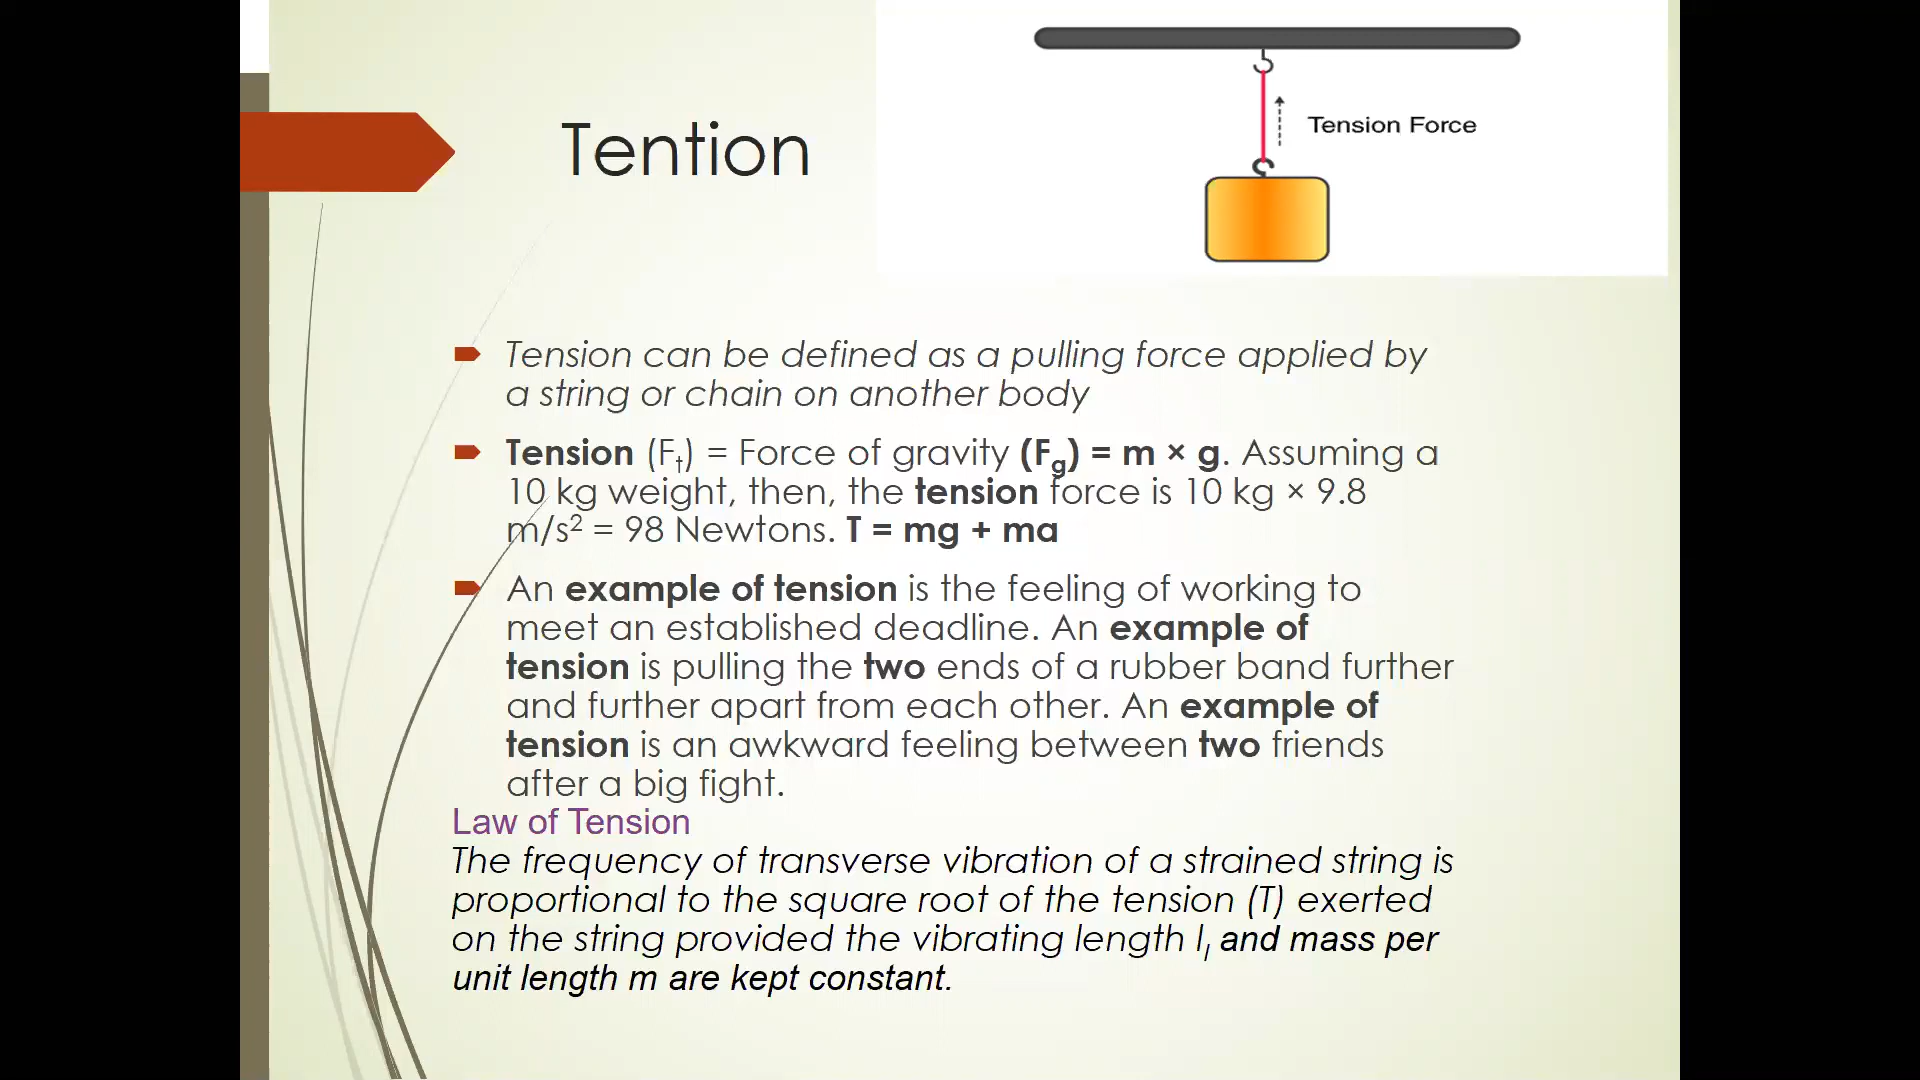 Tention
Tension Force
Tension can be defined as a pulling force applied by
a string or chain on another body
Tension (Fₜ) = Force of gravity (F_g) = m × g. Assuming a
10 kg weight, then, the tension force is 10 kg × 9.8
m/s² = 98 Newtons. T = mg + ma
An example of tension is the feeling of working to
meet an established deadline. An example of
tension is pulling the two ends of a rubber band further
and further apart from each other. An example of
tension is an awkward feeling between two friends
after a big fight.
Law of Tension
The frequency of transverse vibration of a strained string is
proportional to the square root of the tension (T) exerted
on the string provided the vibrating length l_l and mass per
unit length m are kept constant.